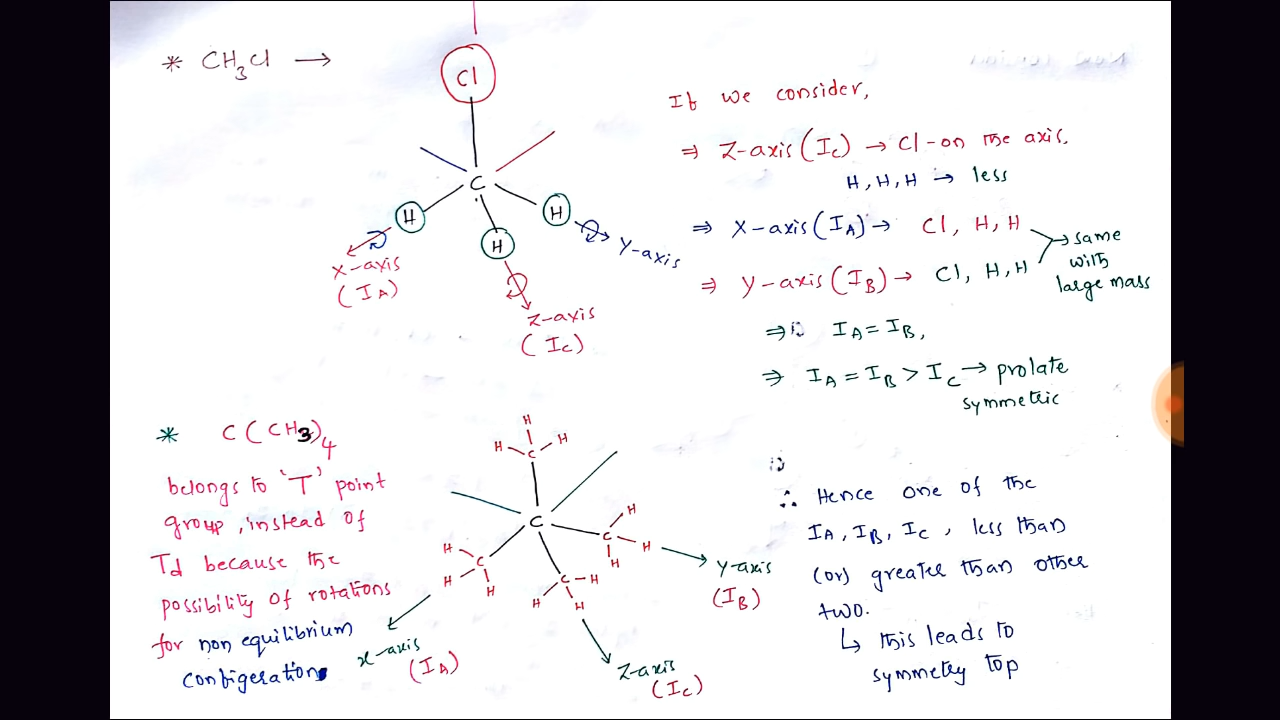 * CH3Cl →
Cl
C
H
H
H
X-axis
(IA)
Y-axis
Z-axis
(IC)
If we consider,
⇒ Z-axis (IC) → Cl-on the axis.
H, H, H → less
⇒ X-axis (IA) → Cl, H, H
⇒ Y-axis (IB) → Cl, H, H
→ same
with
large mass
⇒ IA = IB,
⇒ IA = IB > IC → prolate
symmetric
* C(CH3)4
belongs to 'T' point
group, instead of
Td because the
possibility of rotations
for non equilibrium
configeration
H
H C H
C
H C H
H
C H
H
H
H C
H
H
C H
H H
x-axis
(IA)
Y-axis
(IB)
Z-axis
(IC)
∴ Hence one of the
IA, IB, IC, less than
(or) greater than other
two.
↳ this leads to
symmetry top